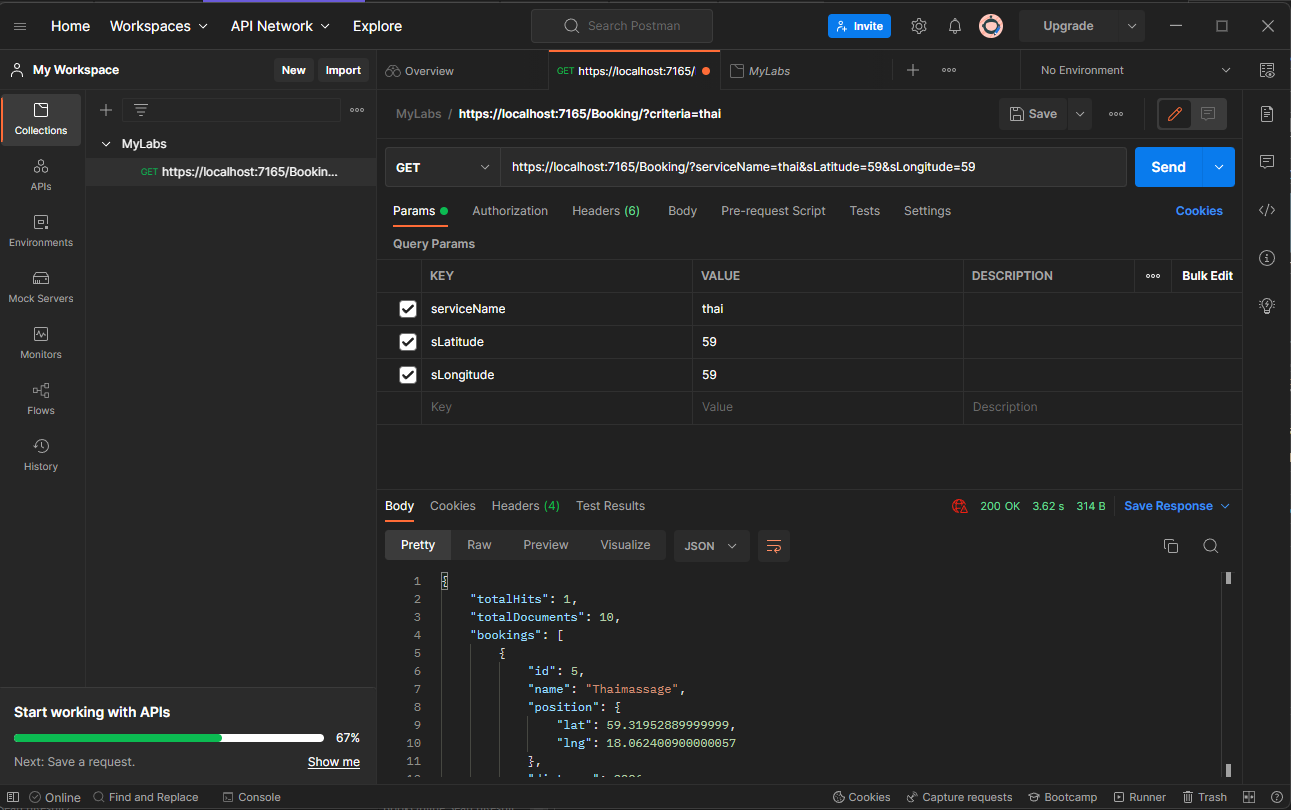 Home Workspaces API Network Explore Search Postman Invite Upgrade
My Workspace New Import Overview GET https://localhost:7165/ MyLabs No Environment
Collections
APIs
Environments
Mock Servers
Monitors
Flows
History
MyLabs
GET https://localhost:7165/Bookin...
MyLabs / https://localhost:7165/Booking/?criteria=thai Save
GET https://localhost:7165/Booking/?serviceName=thai&sLatitude=59&sLongitude=59 Send
Params Authorization Headers (6) Body Pre-request Script Tests Settings Cookies
Query Params
KEY VALUE DESCRIPTION Bulk Edit
serviceName thai
sLatitude 59
sLongitude 59
Key Value Description
Body Cookies Headers (4) Test Results 200 OK 3.62 s 314 B Save Response
Pretty Raw Preview Visualize JSON
1 {
2 "totalHits": 1,
3 "totalDocuments": 10,
4 "bookings": [
5 {
6 "id": 5,
7 "name": "Thaimassage",
8 "position": {
9 "lat": 59.31952889999999,
10 "lng": 18.062400900000057
11 },
Start working with APIs
67%
Next: Save a request. Show me
Online Find and Replace Console Cookies Capture requests Bootcamp Runner Trash